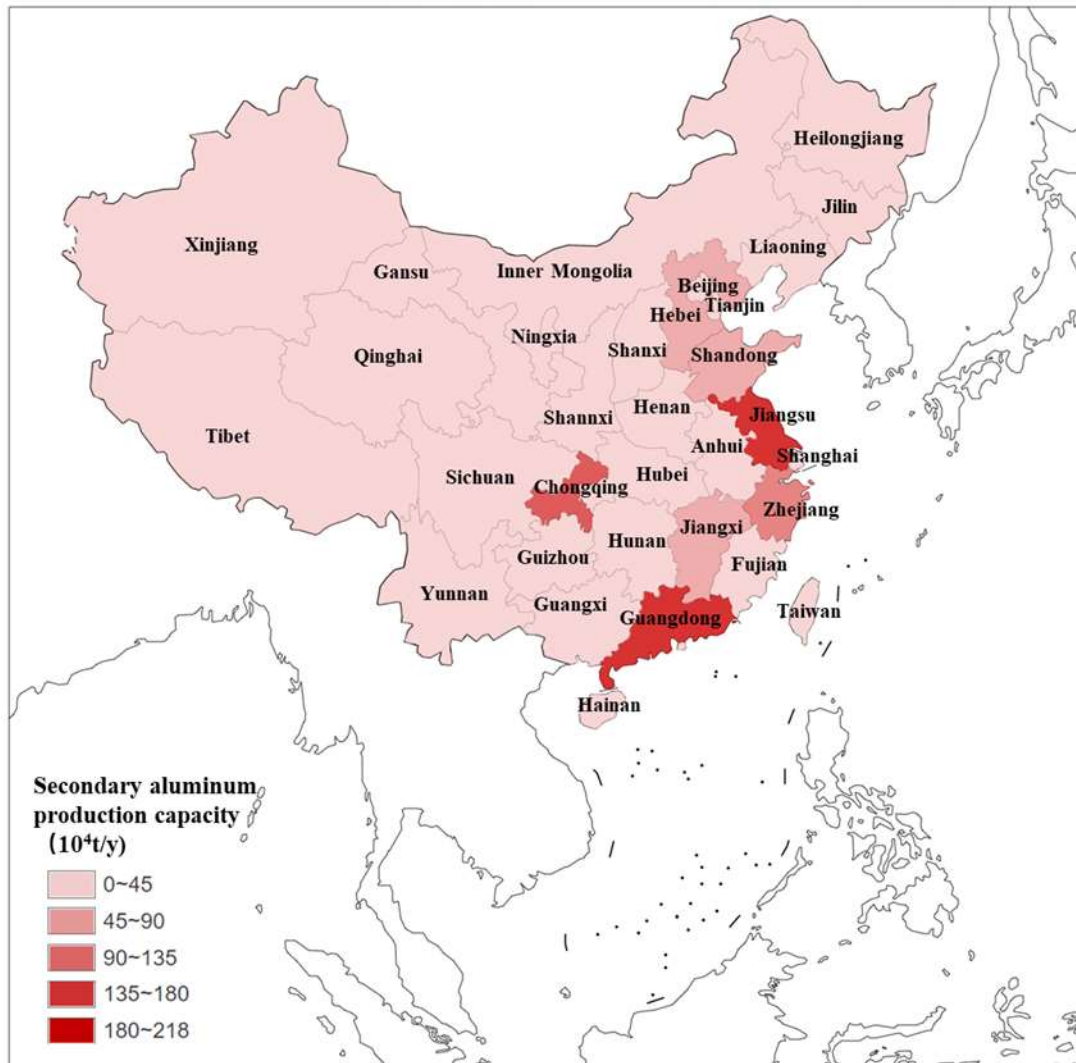 Heilongjiang
Jilin
Xinjiang
Liaoning
Gansu
Inner Mongolia
Beijing
Tianjin
Hebei
Ningxia
Qinghai
Shanxi
Shandong
Henan
Shannxi
Jiangsu
Tibet
Anhui
Shanghai
Sichuan
Hubei
Chongqing
Zhejiang
Jiangxi
Hunan
Guizhou
Fujian
Yunnan
Guangxi
Guangdong
Taiwan
Hainan
Secondary aluminum
production capacity
(10⁴t/y)
0~45
45~90
90~135
135~180
180~218